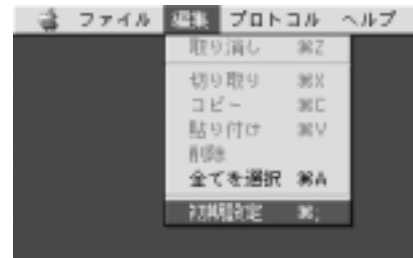 ファイル 編集 プロトコル ヘルプ
取り消し ⌘Z
切り取り ⌘X
コピー ⌘C
貼り付け ⌘V
削除
全てを選択 ⌘A
初期設定 ⌘;